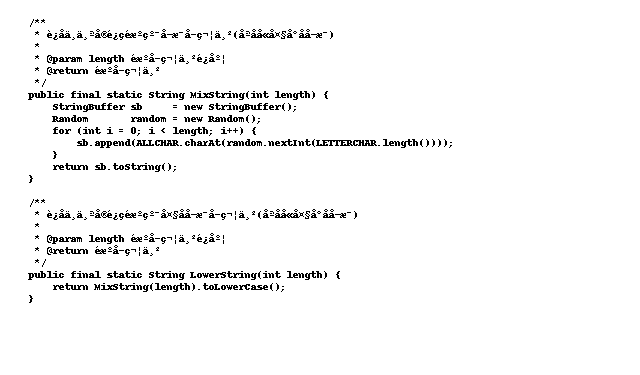 /**
 * è¿åä¸ä¸ªå®é¿çéæºçº¯å­æ¯å­ç¬¦ä¸²(åªåå«å¤§å°åå­æ¯)
 *
 * @param length éæºå­ç¬¦ä¸²é¿åº¦
 * @return éæºå­ç¬¦ä¸²
 */
public final static String MixString(int length) {
    StringBuffer sb     = new StringBuffer();
    Random       random = new Random();
    for (int i = 0; i < length; i++) {
        sb.append(ALLCHAR.charAt(random.nextInt(LETTERCHAR.length())));
    }
    return sb.toString();
}
/**
 * è¿åä¸ä¸ªå®é¿çéæºçº¯å¤§åå­æ¯å­ç¬¦ä¸²(åªåå«å¤§å°åå­æ¯)
 *
 * @param length éæºå­ç¬¦ä¸²é¿åº¦
 * @return éæºå­ç¬¦ä¸²
 */
public final static String LowerString(int length) {
    return MixString(length).toLowerCase();
}